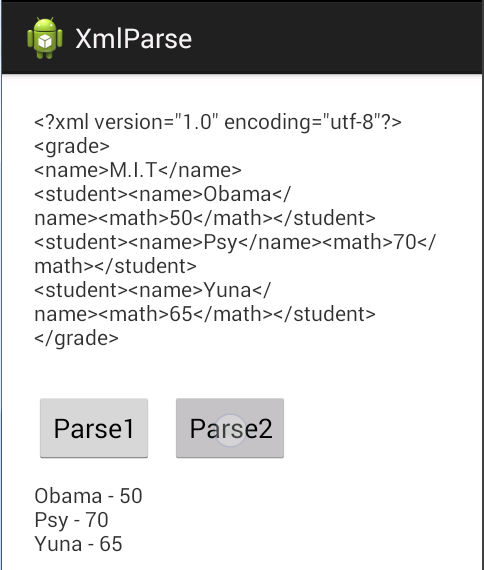 XmlParse
<?xml version="1.0" encoding="utf-8"?>
<grade>
<name>M.I.T</name>
<student><name>Obama</
name><math>50</math></student>
<student><name>Psy</name><math>70</
math></student>
<student><name>Yuna</
name><math>65</math></student>
</grade>
Parse1 Parse2
Obama - 50
Psy - 70
Yuna - 65